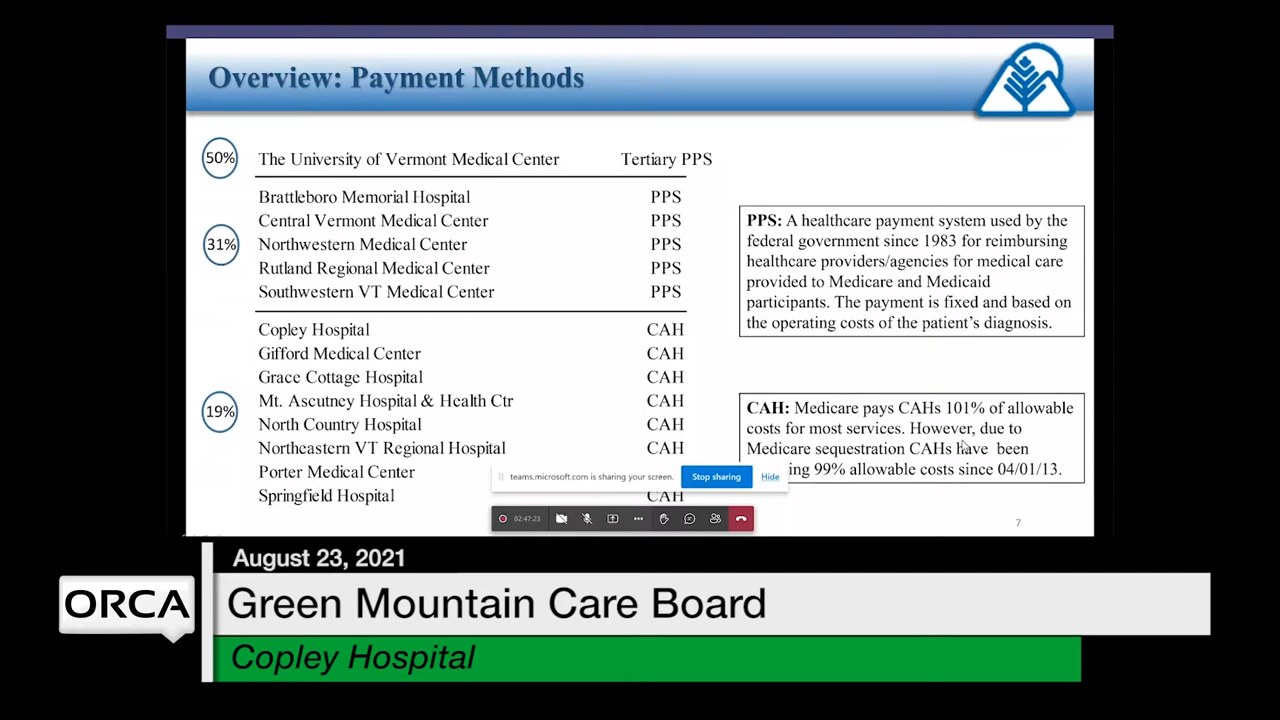 Overview: Payment Methods
50% The University of Vermont Medical Center Tertiary PPS
Brattleboro Memorial Hospital PPS
Central Vermont Medical Center PPS
31% Northwestern Medical Center PPS
Rutland Regional Medical Center PPS
Southwestern VT Medical Center PPS
Copley Hospital CAH
Gifford Medical Center CAH
Grace Cottage Hospital CAH
19% Mt. Ascutney Hospital & Health Ctr CAH
North Country Hospital CAH
Northeastern VT Regional Hospital CAH
Porter Medical Center
Springfield Hospital CAH
PPS: A healthcare payment system used by the
federal government since 1983 for reimbursing
healthcare providers/agencies for medical care
provided to Medicare and Medicaid
participants. The payment is fixed and based on
the operating costs of the patient's diagnosis.
CAH: Medicare pays CAHs 101% of allowable
costs for most services. However, due to
Medicare sequestration CAHs have been
99% allowable costs since 04/01/13.
teams.microsoft.com is sharing your screen. Stop sharing Hide
02:47:23
7
August 23, 2021
ORCA Green Mountain Care Board
Copley Hospital